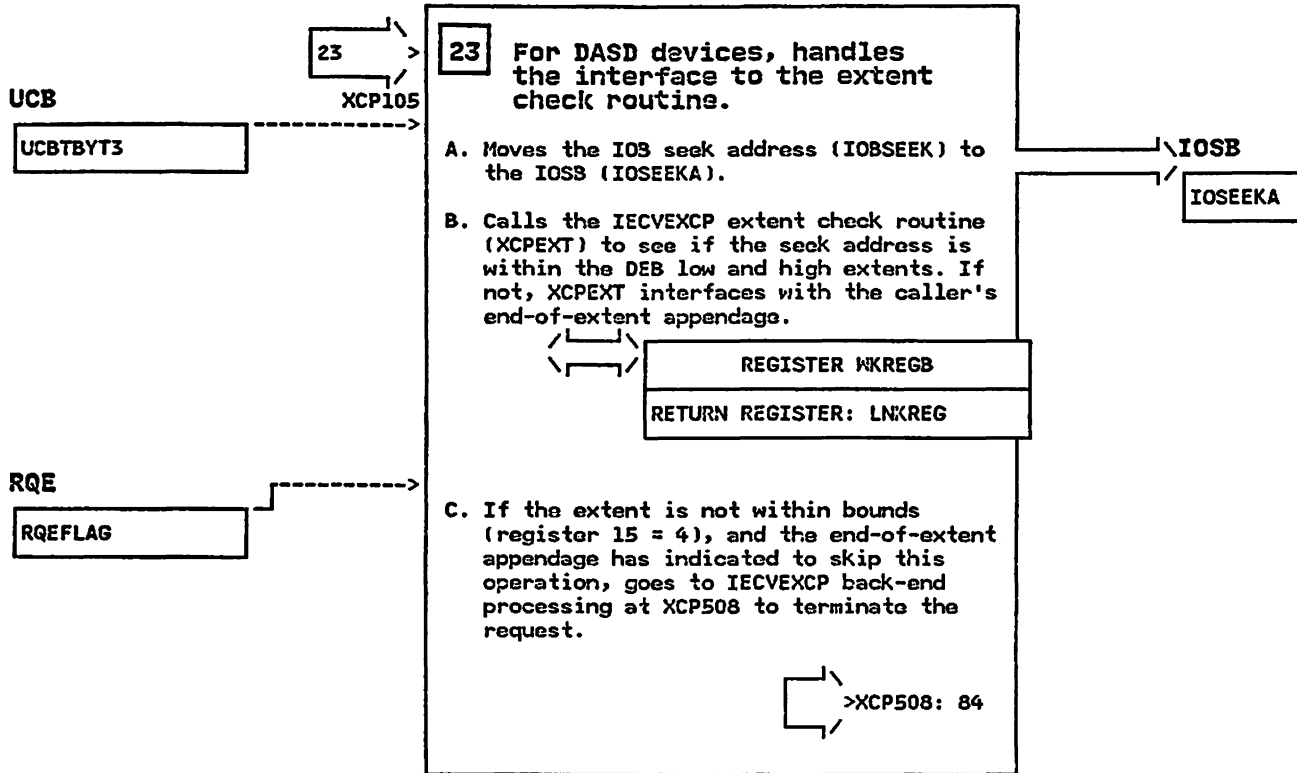 23
23 For DASD devices, handles
the interface to the extent
check routine.
UCB
XCP105
UCBTBYT3
A. Moves the IOB seek address (IOBSEEK) to
the IOSB (IOSEEKA).
IOSB
IOSEEKA
B. Calls the IECVEXCP extent check routine
(XCPEXT) to see if the seek address is
within the DEB low and high extents. If
not, XCPEXT interfaces with the caller's
end-of-extent appendage.
REGISTER WKREGB
RETURN REGISTER: LNKREG
RQE
RQEFLAG
C. If the extent is not within bounds
(register 15 = 4), and the end-of-extent
appendage has indicated to skip this
operation, goes to IECVEXCP back-end
processing at XCP508 to terminate the
request.
>XCP508: 84